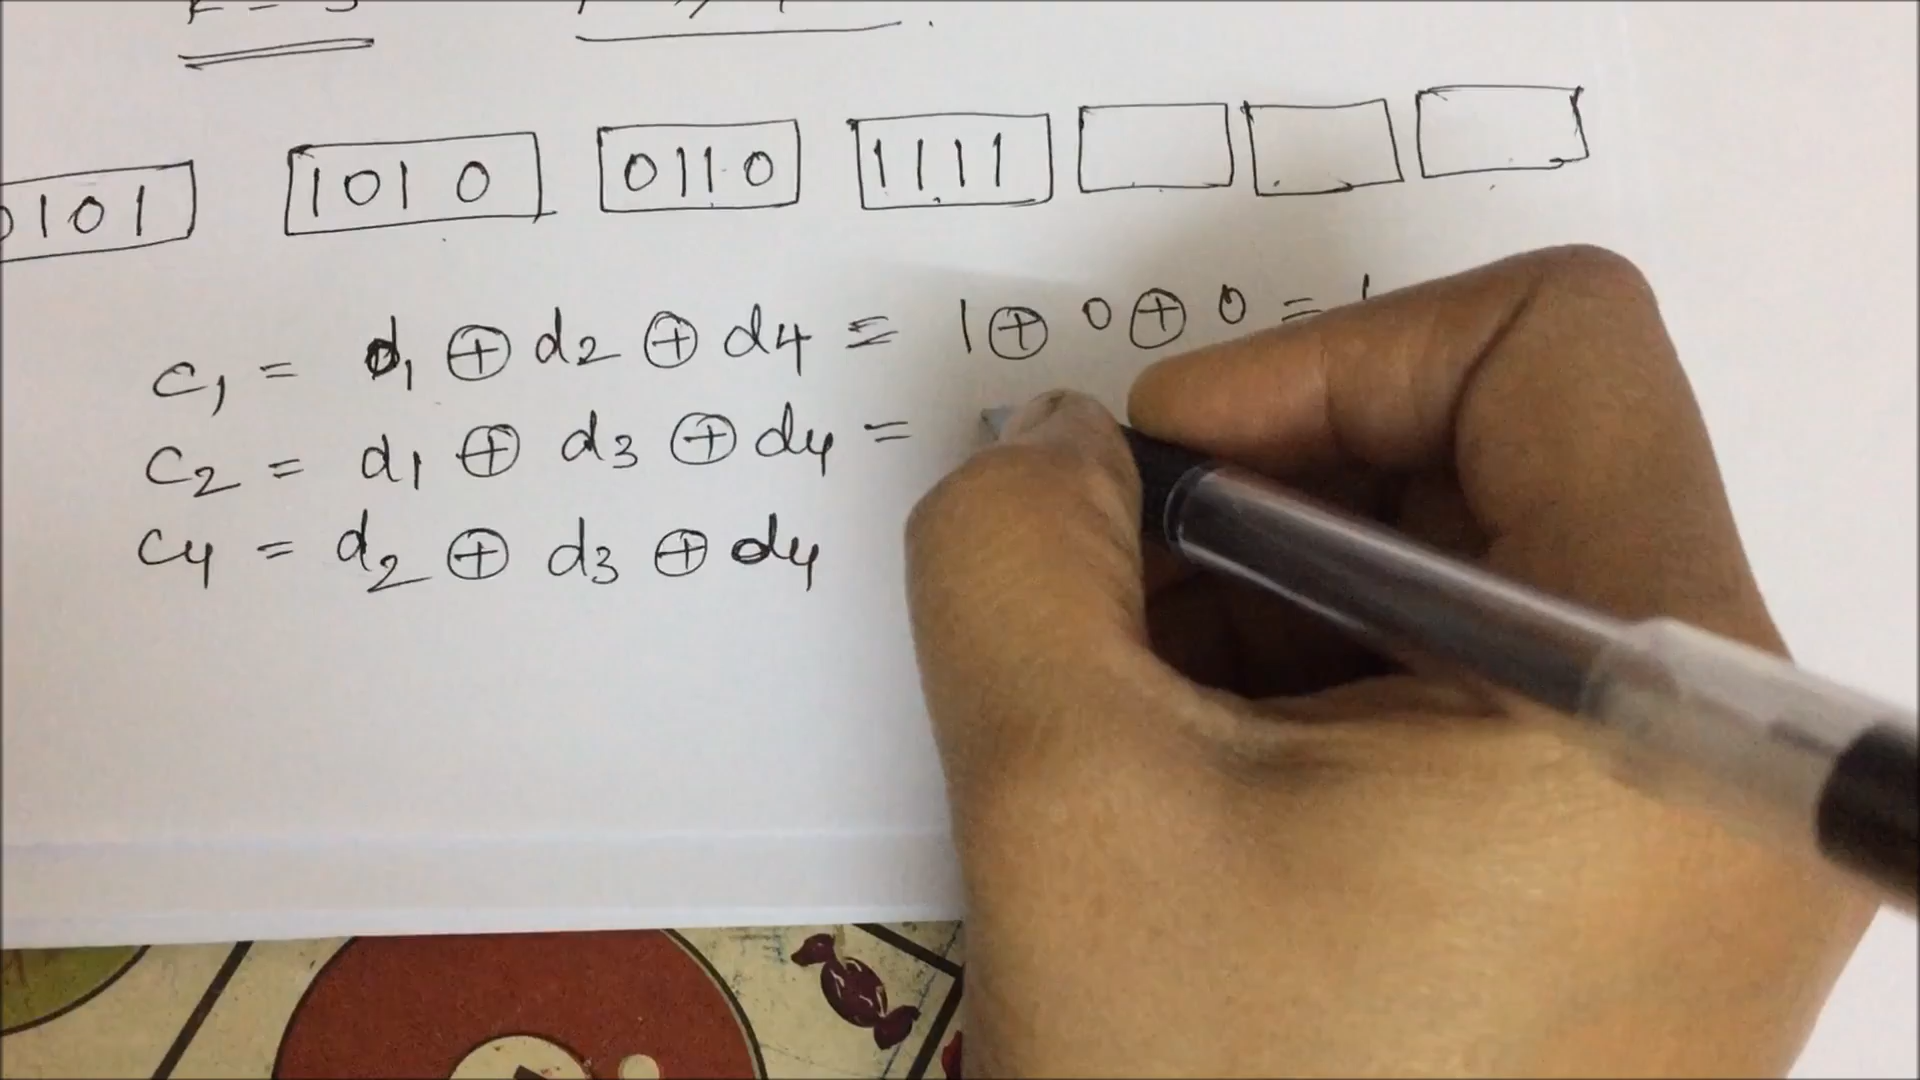 0101 1010 0110 1111
c1 = d1 ⊕ d2 ⊕ d4 = 1 ⊕ 0 ⊕ 0 = 1
c2 = d1 ⊕ d3 ⊕ d4 =
c4 = d2 ⊕ d3 ⊕ d4